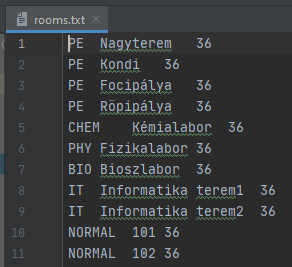 rooms.txt
1 PE Nagyterem 36
2 PE Kondi 36
3 PE Focipálya 36
4 PE Röpipálya 36
5 CHEM Kémialabor 36
6 PHY Fizikalabor 36
7 BIO Bioszlabor 36
8 IT Informatika terem1 36
9 IT Informatika terem2 36
10 NORMAL 101 36
11 NORMAL 102 36